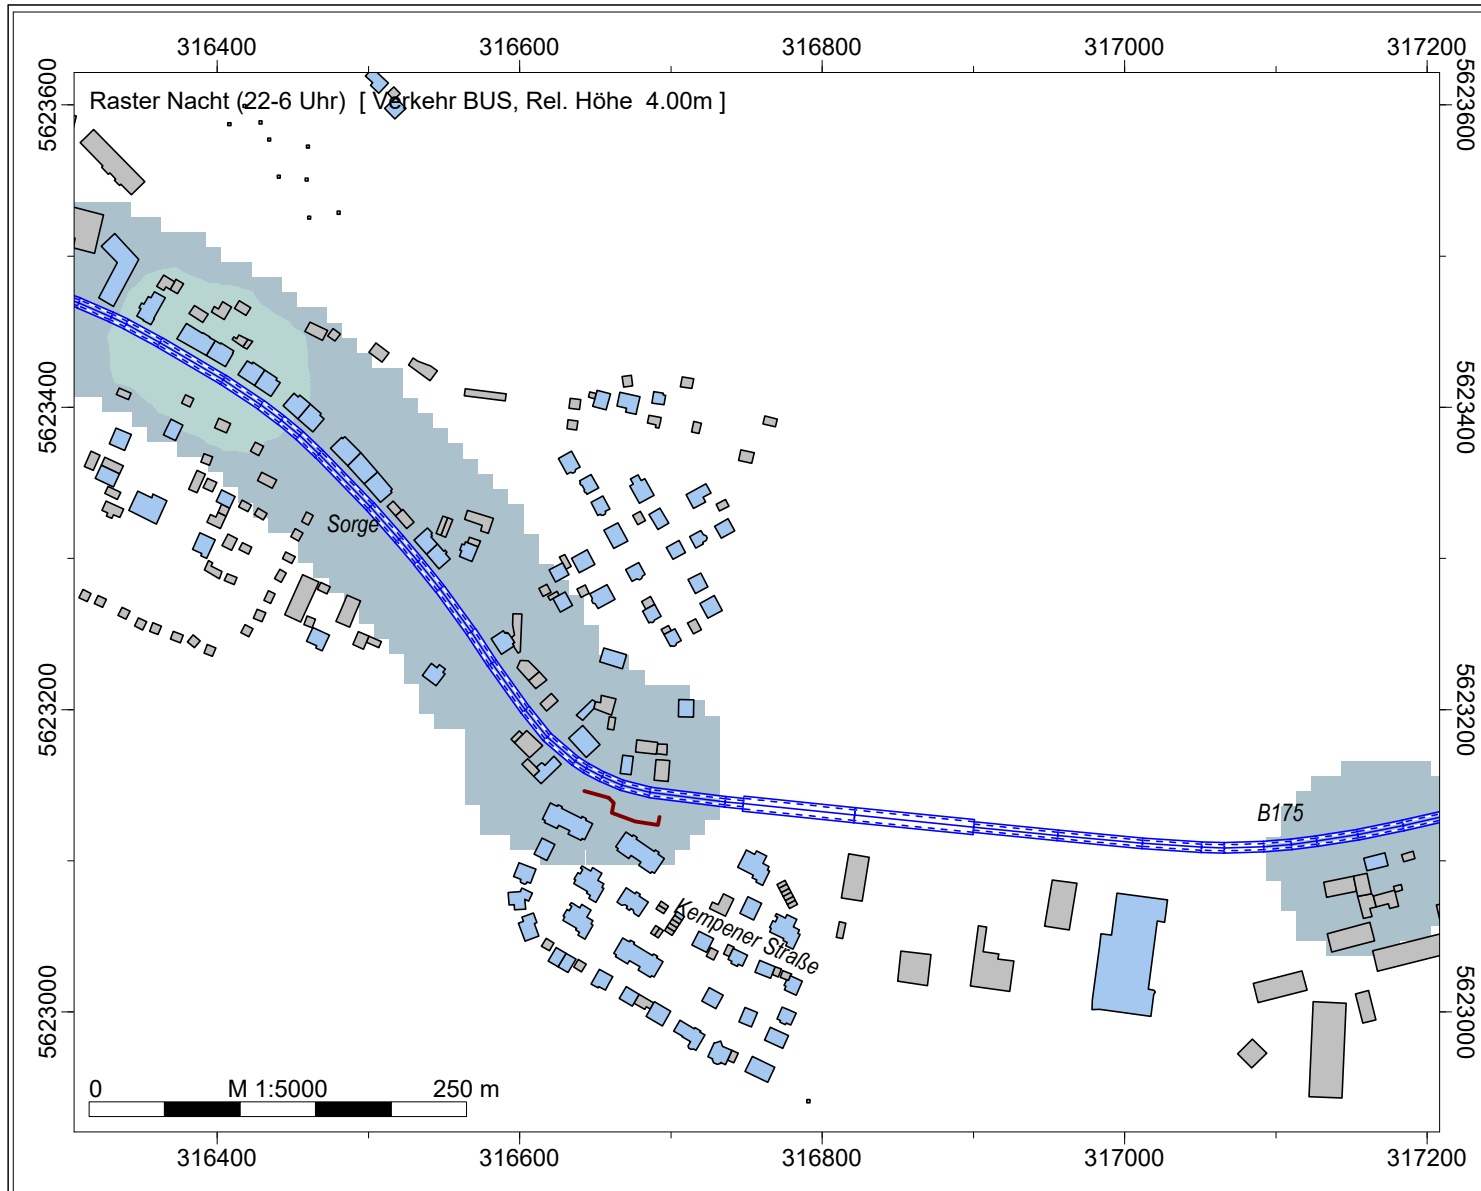 316400 316600 316800 317000 317200
5623600 5623600
Raster Nacht (22-6 Uhr) [ Verkehr BUS, Rel. Höhe 4.00m ]
5623400 5623400
Sorge
5623200 5623200
B175
Kempener Straße
5623000 5623000
0 M 1:5000 250 m
316400 316600 316800 317000 317200